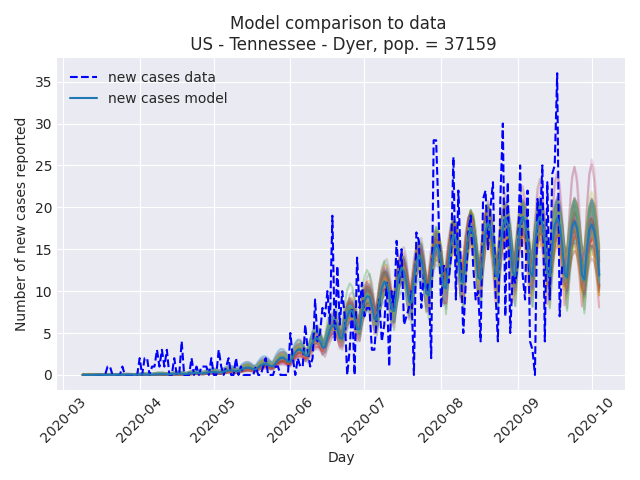 Model comparison to data
US - Tennessee - Dyer, pop. = 37159
new cases data
new cases model
Number of new cases reported
35
30
25
20
15
10
5
0
2020-03
2020-04
2020-05
2020-06
2020-07
2020-08
2020-09
2020-10
Day